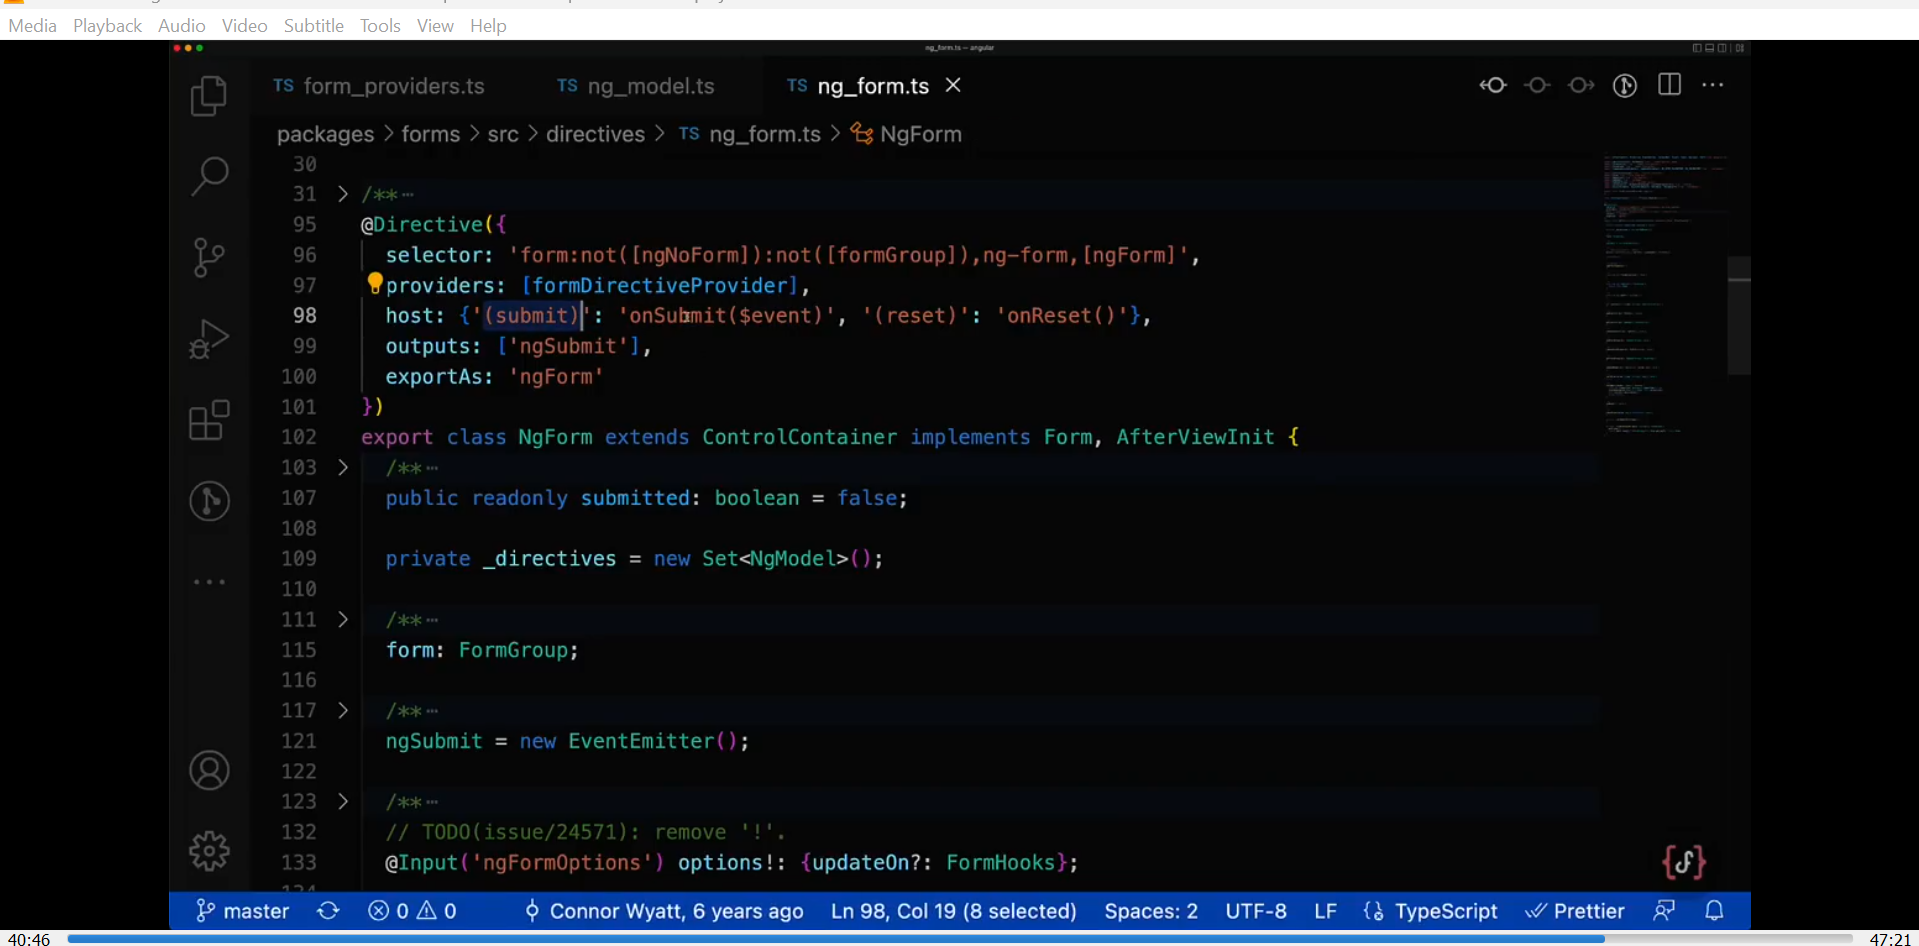 Media Playback Audio Video Subtitle Tools View Help
ng_form.ts — angular
TS form_providers.ts TS ng_model.ts TS ng_form.ts
packages > forms > src > directives > TS ng_form.ts > NgForm
30
31 > /** ···
95 @Directive({
96 selector: 'form:not([ngNoForm]):not([formGroup]),ng-form,[ngForm]',
97 providers: [formDirectiveProvider],
98 host: {'(submit)': 'onSubmit($event)', '(reset)': 'onReset()'},
99 outputs: ['ngSubmit'],
100 exportAs: 'ngForm'
101 })
102 export class NgForm extends ControlContainer implements Form, AfterViewInit {
103 > /** ···
107 public readonly submitted: boolean = false;
108
109 private _directives = new Set<NgModel>();
110
111 > /** ···
115 form: FormGroup;
116
117 > /** ···
121 ngSubmit = new EventEmitter();
122
123 > /** ···
132 // TODO(issue/24571): remove '!'.
133 @Input('ngFormOptions') options!: {updateOn?: FormHooks};
master 0 0 Connor Wyatt, 6 years ago Ln 98, Col 19 (8 selected) Spaces: 2 UTF-8 LF TypeScript Prettier
40:46 47:21